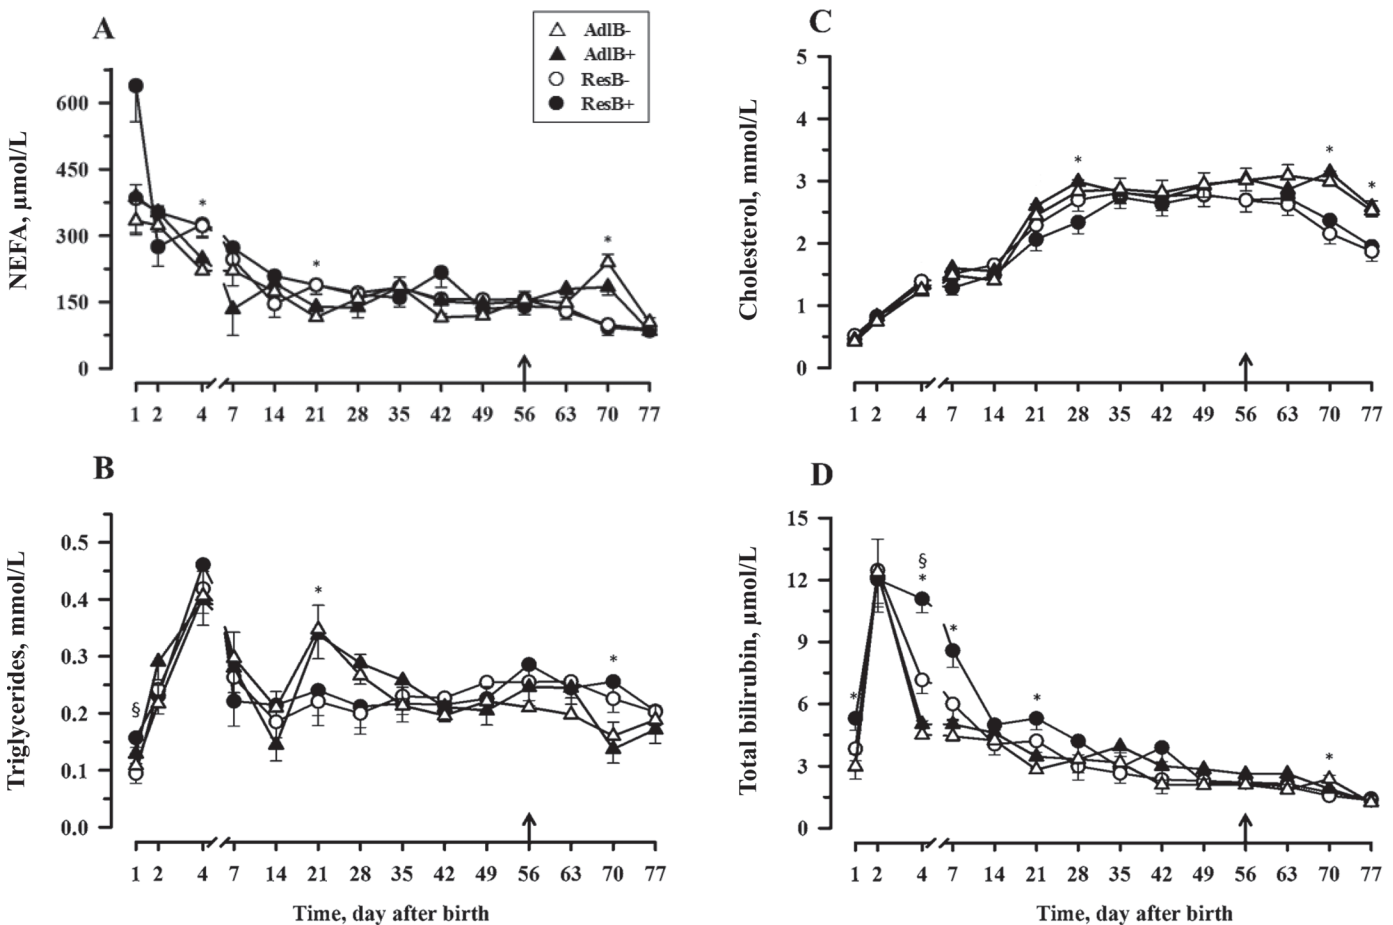 A
AdlB-
AdlB+
ResB-
ResB+
NEFA, µmol/L
600
450
300
150
0
*
*
*
1 2 4 7 14 21 28 35 42 49 56 63 70 77
C
Cholesterol, mmol/L
5
4
3
2
1
0
*
*
*
1 2 4 7 14 21 28 35 42 49 56 63 70 77
B
Triglycerides, mmol/L
0.5
0.4
0.3
0.2
0.1
0.0
§
*
*
1 2 4 7 14 21 28 35 42 49 56 63 70 77
Time, day after birth
D
Total bilirubin, µmol/L
15
12
9
6
3
0
*
§
*
*
*
*
1 2 4 7 14 21 28 35 42 49 56 63 70 77
Time, day after birth